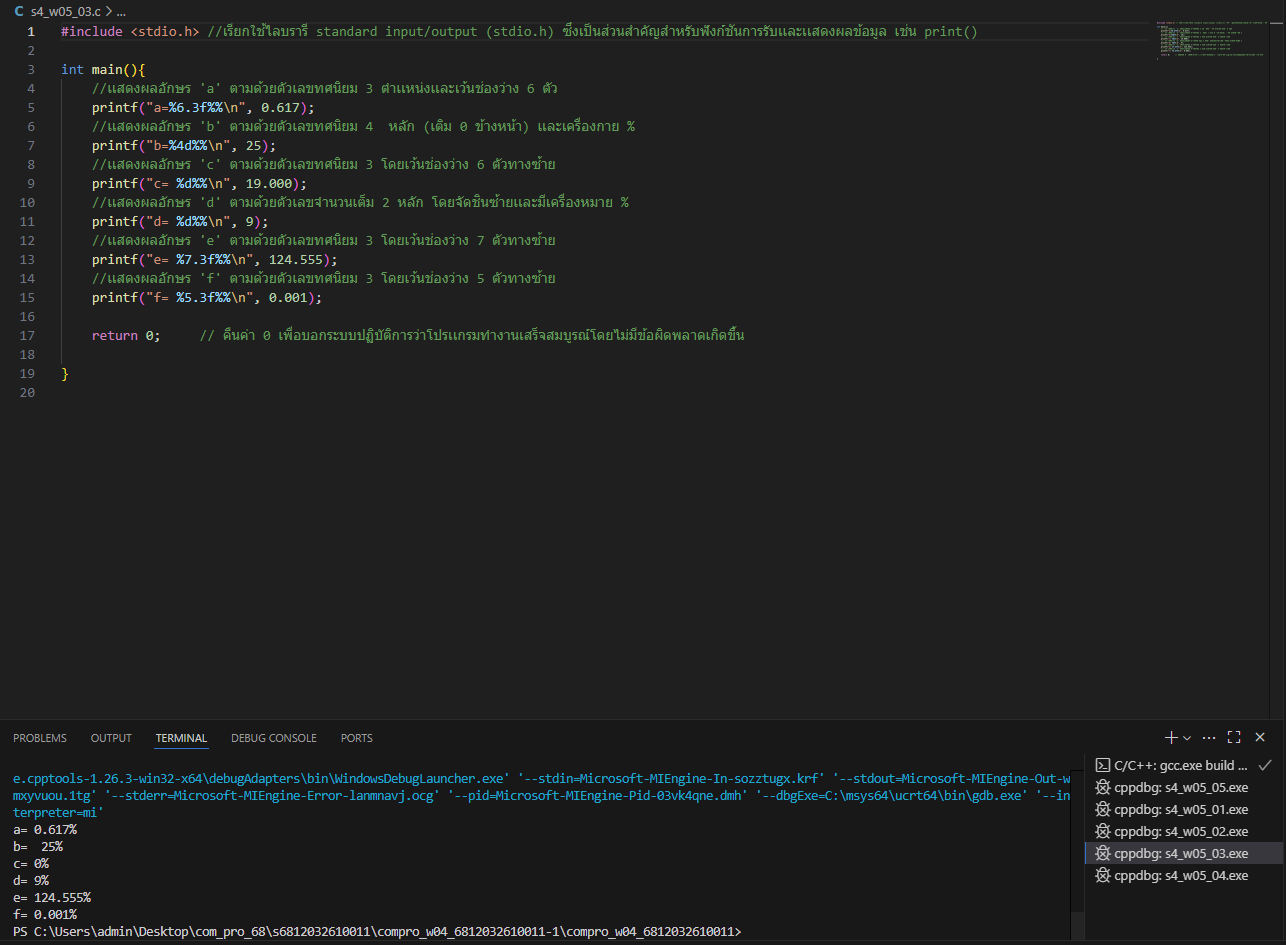 C s4_w05_03.c > ...
1 #include <stdio.h> //เรียกใช้ไลบรารี standard input/output (stdio.h) ซึ่งเป็นส่วนสำคัญสำหรับฟังก์ชันการรับและแสดงผลข้อมูล เช่น print()
2
3 int main(){
4 //แสดงผลอักษร 'a' ตามด้วยตัวเลขทศนิยม 3 ตำแหน่งและเว้นช่องว่าง 6 ตัว
5 printf("a=%6.3f%%\n", 0.617);
6 //แสดงผลอักษร 'b' ตามด้วยตัวเลขทศนิยม 4  หลัก (เติม 0 ข้างหน้า) และเครื่องกาย %
7 printf("b=%4d%%\n", 25);
8 //แสดงผลอักษร 'c' ตามด้วยตัวเลขทศนิยม 3 โดยเว้นช่องว่าง 6 ตัวทางซ้าย
9 printf("c= %d%%\n", 19.000);
10 //แสดงผลอักษร 'd' ตามด้วยตัวเลขจำนวนเต็ม 2 หลัก โดยจัดชินซ้ายและมีเครื่องหมาย %
11 printf("d= %d%%\n", 9);
12 //แสดงผลอักษร 'e' ตามด้วยตัวเลขทศนิยม 3 โดยเว้นช่องว่าง 7 ตัวทางซ้าย
13 printf("e= %7.3f%%\n", 124.555);
14 //แสดงผลอักษร 'f' ตามด้วยตัวเลขทศนิยม 3 โดยเว้นช่องว่าง 5 ตัวทางซ้าย
15 printf("f= %5.3f%%\n", 0.001);
16
17 return 0;     // คืนค่า 0 เพื่อบอกระบบปฏิบัติการว่าโปรแกรมทำงานเสร็จสมบูรณ์โดยไม่มีข้อผิดพลาดเกิดขึ้น
18
19 }
20
PROBLEMS OUTPUT TERMINAL DEBUG CONSOLE PORTS
e.cpptools-1.26.3-win32-x64\debugAdapters\bin\WindowsDebugLauncher.exe' '--stdin=Microsoft-MIEngine-In-sozztugx.krf' '--stdout=Microsoft-MIEngine-Out-w
mxyvuou.1tg' '--stderr=Microsoft-MIEngine-Error-lanmnavj.ocg' '--pid=Microsoft-MIEngine-Pid-03vk4qne.dmh' '--dbgExe=C:\msys64\ucrt64\bin\gdb.exe' '--in
terpreter=mi'
a= 0.617%
b=  25%
c= 0%
d= 9%
e= 124.555%
f= 0.001%
PS C:\Users\admin\Desktop\com_pro_68\s6812032610011\compro_w04_6812032610011-1\compro_w04_6812032610011>
C/C++: gcc.exe build ...
cppdbg: s4_w05_05.exe
cppdbg: s4_w05_01.exe
cppdbg: s4_w05_02.exe
cppdbg: s4_w05_03.exe
cppdbg: s4_w05_04.exe